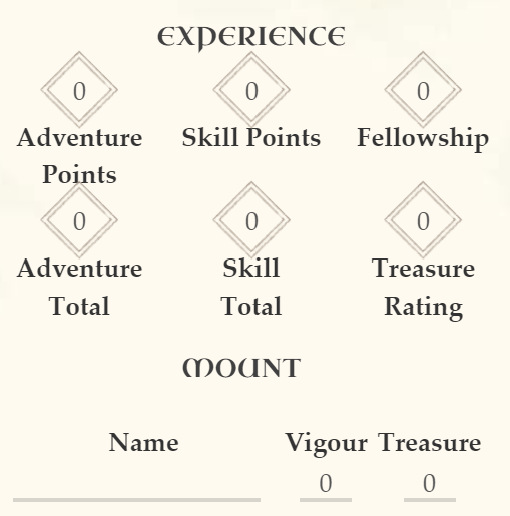 EXPERIENCE
0 0 0
Adventure Points Skill Points Fellowship
0 0 0
Adventure Total Skill Total Treasure Rating
MOUNT
Name Vigour Treasure
0 0